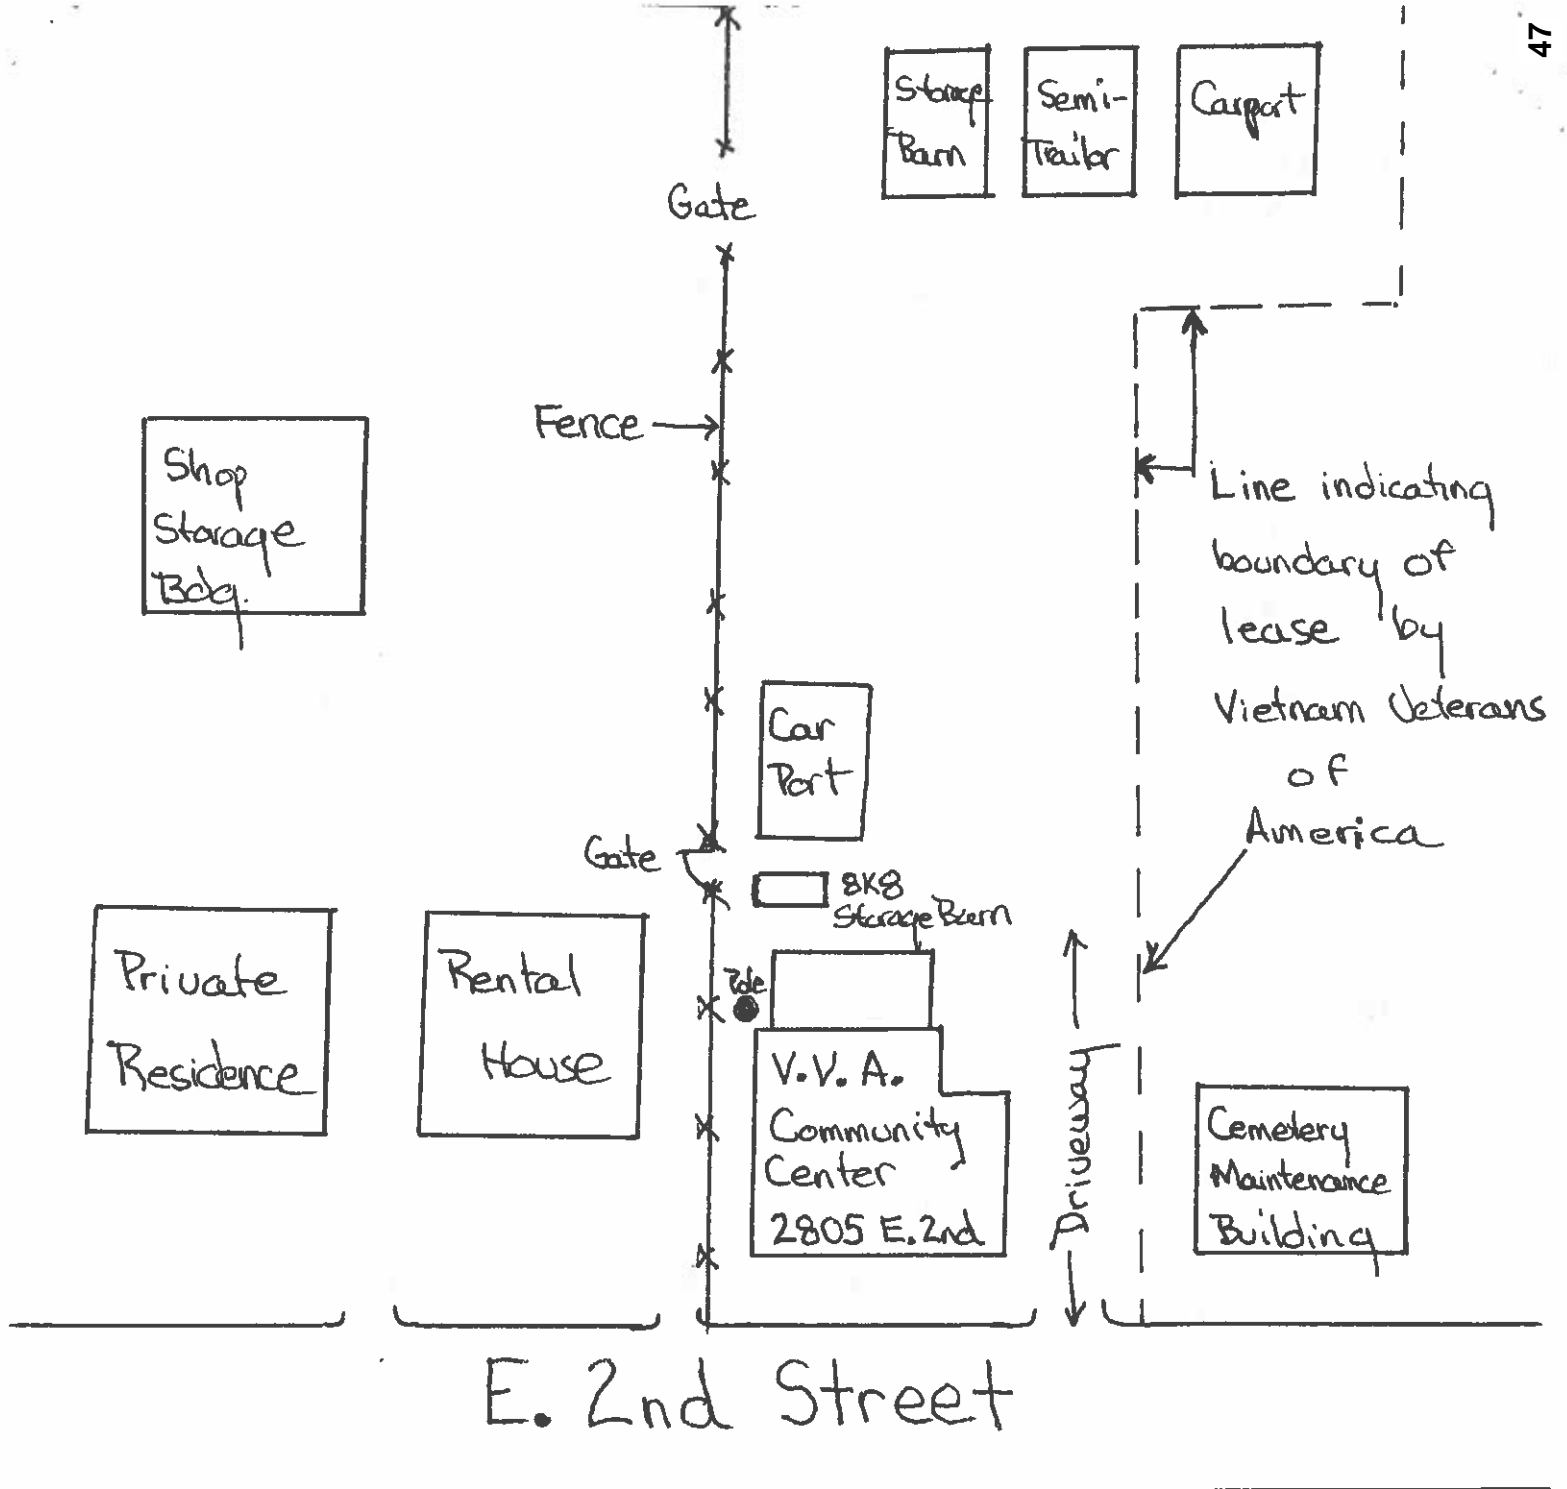 47
Storage
Barn
Semi-
Trailor
Carport
Gate
Fence
Line indicating
boundary of
lease by
Vietnam Veterans
of
America
Shop
Storage
Bdg.
Car
Port
Gate
8x8
Storage Barn
Private
Residence
Rental
House
Pole
V.V.A.
Community
Center
2805 E. 2nd
Driveway
Cemetery
Maintenance
Building
E. 2nd Street